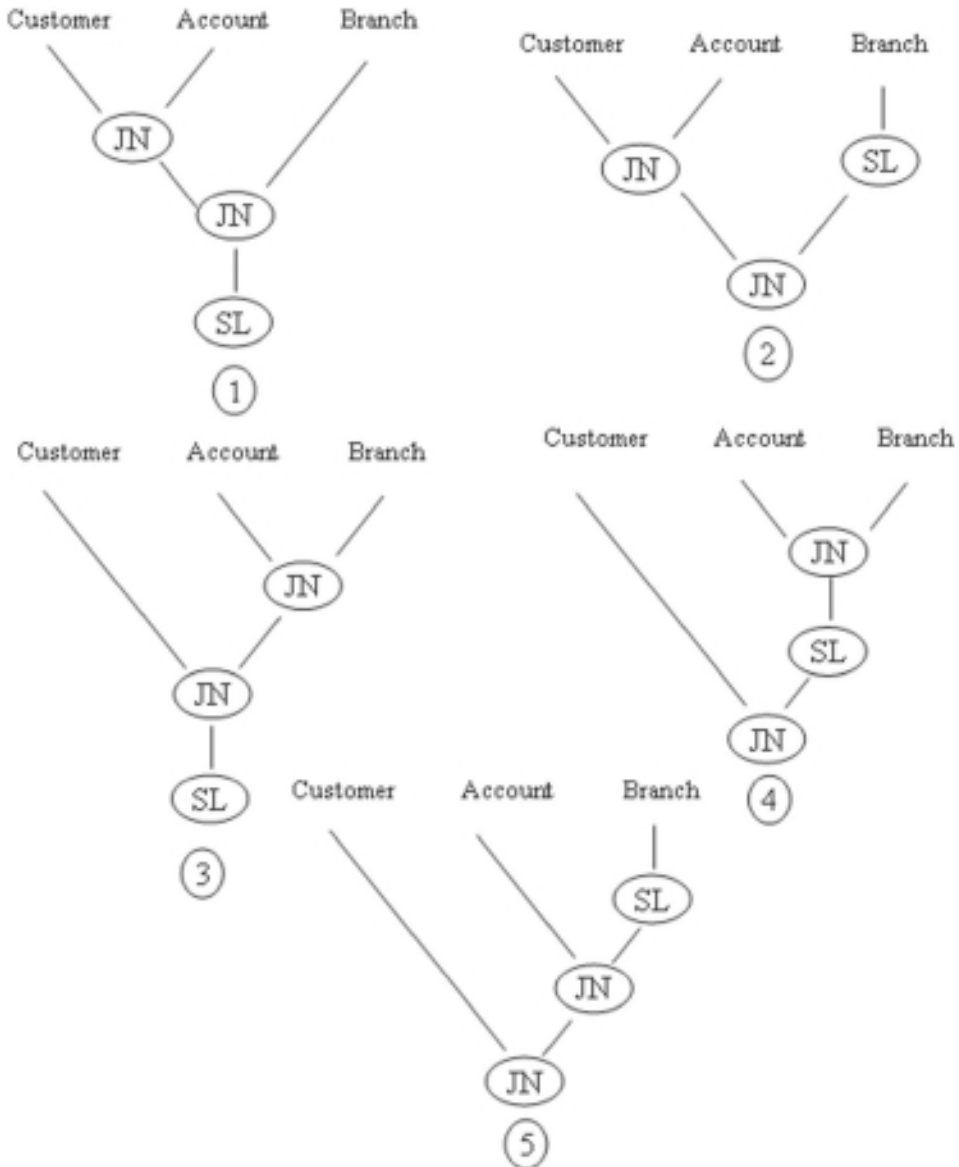 Customer Account Branch
JN
JN
SL
1
Customer Account Branch
JN SL
JN
2
Customer Account Branch
JN
JN
SL
3
Customer Account Branch
JN
SL
JN
4
Customer Account Branch
SL
JN
JN
5